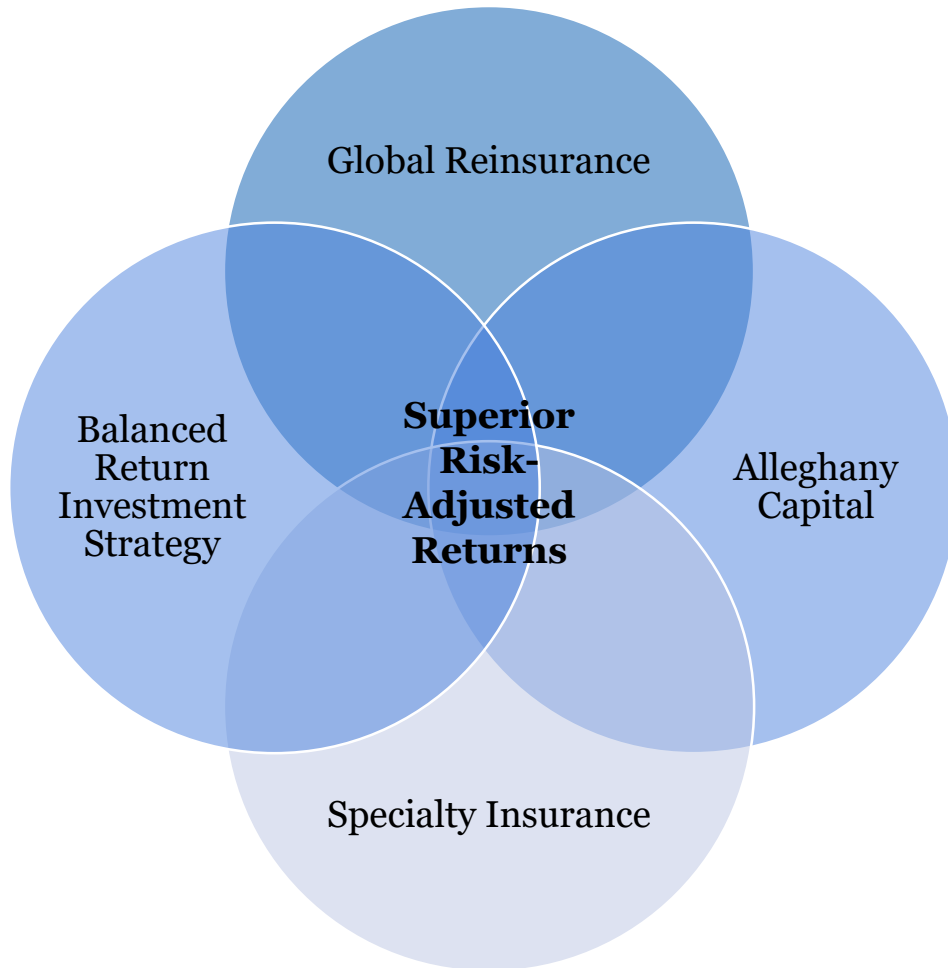 Global Reinsurance
Balanced
Return
Investment
Strategy
Superior
Risk-
Adjusted
Returns
Alleghany
Capital
Specialty Insurance